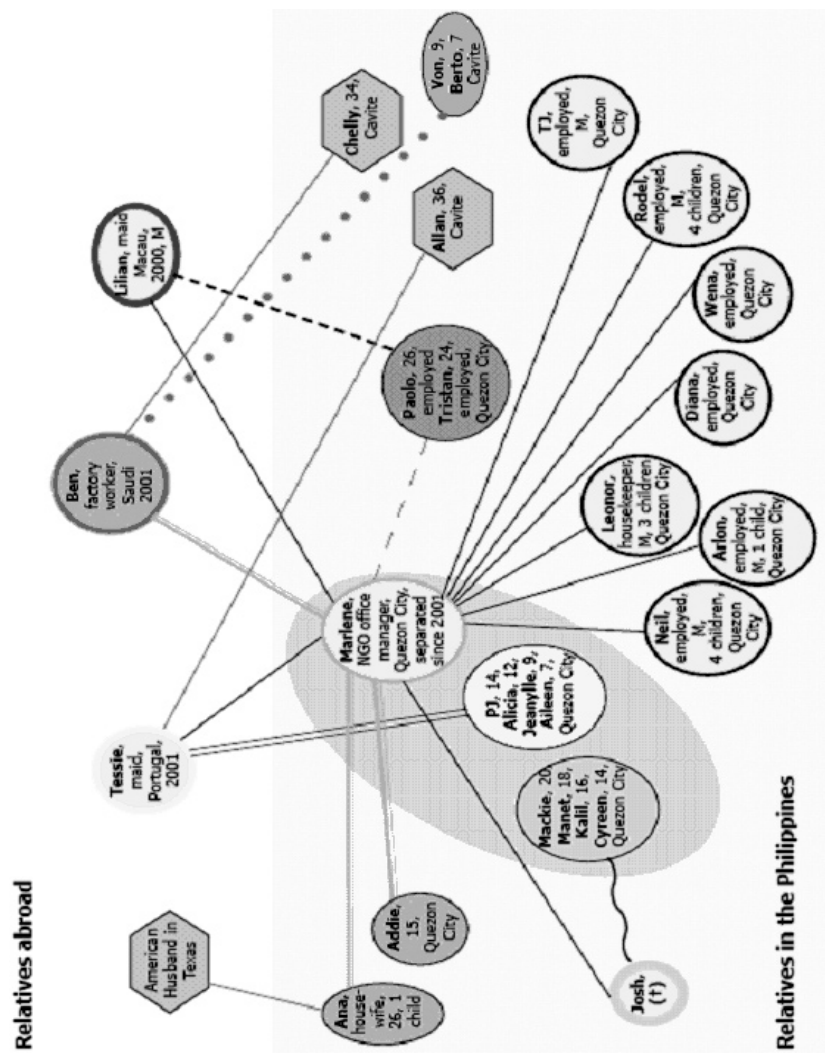 Relatives abroad
American
Husband in
Texas
Tessie,
maid,
Portugal,
2001
Ben,
factory
worker,
Saudi
2001
Lilian, maid
Macau,
2000, M
Chelly, 34,
Cavite
Von, 9,
Berto, 7
Cavite
Allan, 36,
Cavite
Paolo, 26,
employed
Tristan, 24,
employed,
Quezon City
Ana,
house-
wife,
26, 1
child
Addie,
15,
Quezon
City
Marlene,
NGO office
manager,
Quezon City,
separated
since 2001
PJ, 14,
Alicia, 12,
Jeanylle, 9,
Aileen, 7,
Quezon City
Mackie, 20,
Manet, 18,
Kalil, 16,
Cyreen, 14,
Quezon City
Josh,
(†)
Neil,
employed,
M,
4 children,
Quezon
City
Arlon,
employed,
M, 1 child,
Quezon City
Leonor,
housekeeper,
M, 3 children
Quezon City
Diana,
employed,
Quezon
City
Wena,
employed,
Quezon
City
Rodel,
employed,
M,
4 children,
Quezon
City
TJ,
employed,
M,
Quezon
City
Relatives in the Philippines